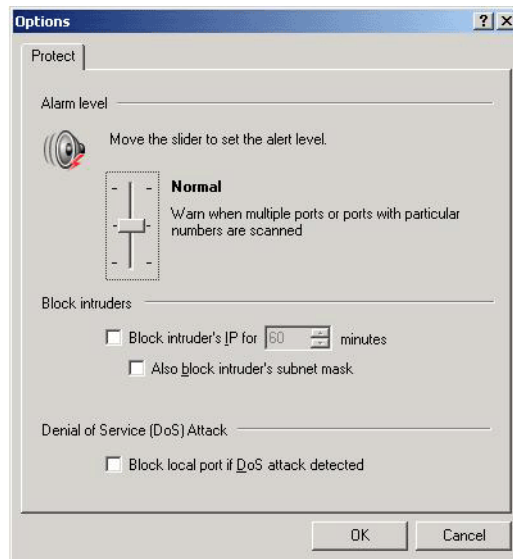 Options
Protect
Alarm level
Move the slider to set the alert level.
Normal
Warn when multiple ports or ports with particular
numbers are scanned
Block intruders
Block intruder's IP for 60 minutes
Also block intruder's subnet mask
Denial of Service (DoS) Attack
Block local port if DoS attack detected
OK Cancel